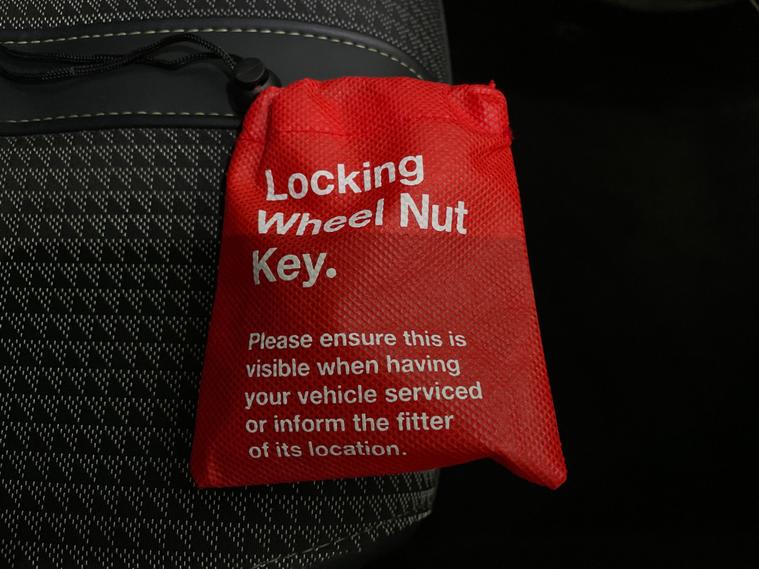 Locking
Wheel Nut
Key.
Please ensure this is
visible when having
your vehicle serviced
or inform the fitter
of its location.